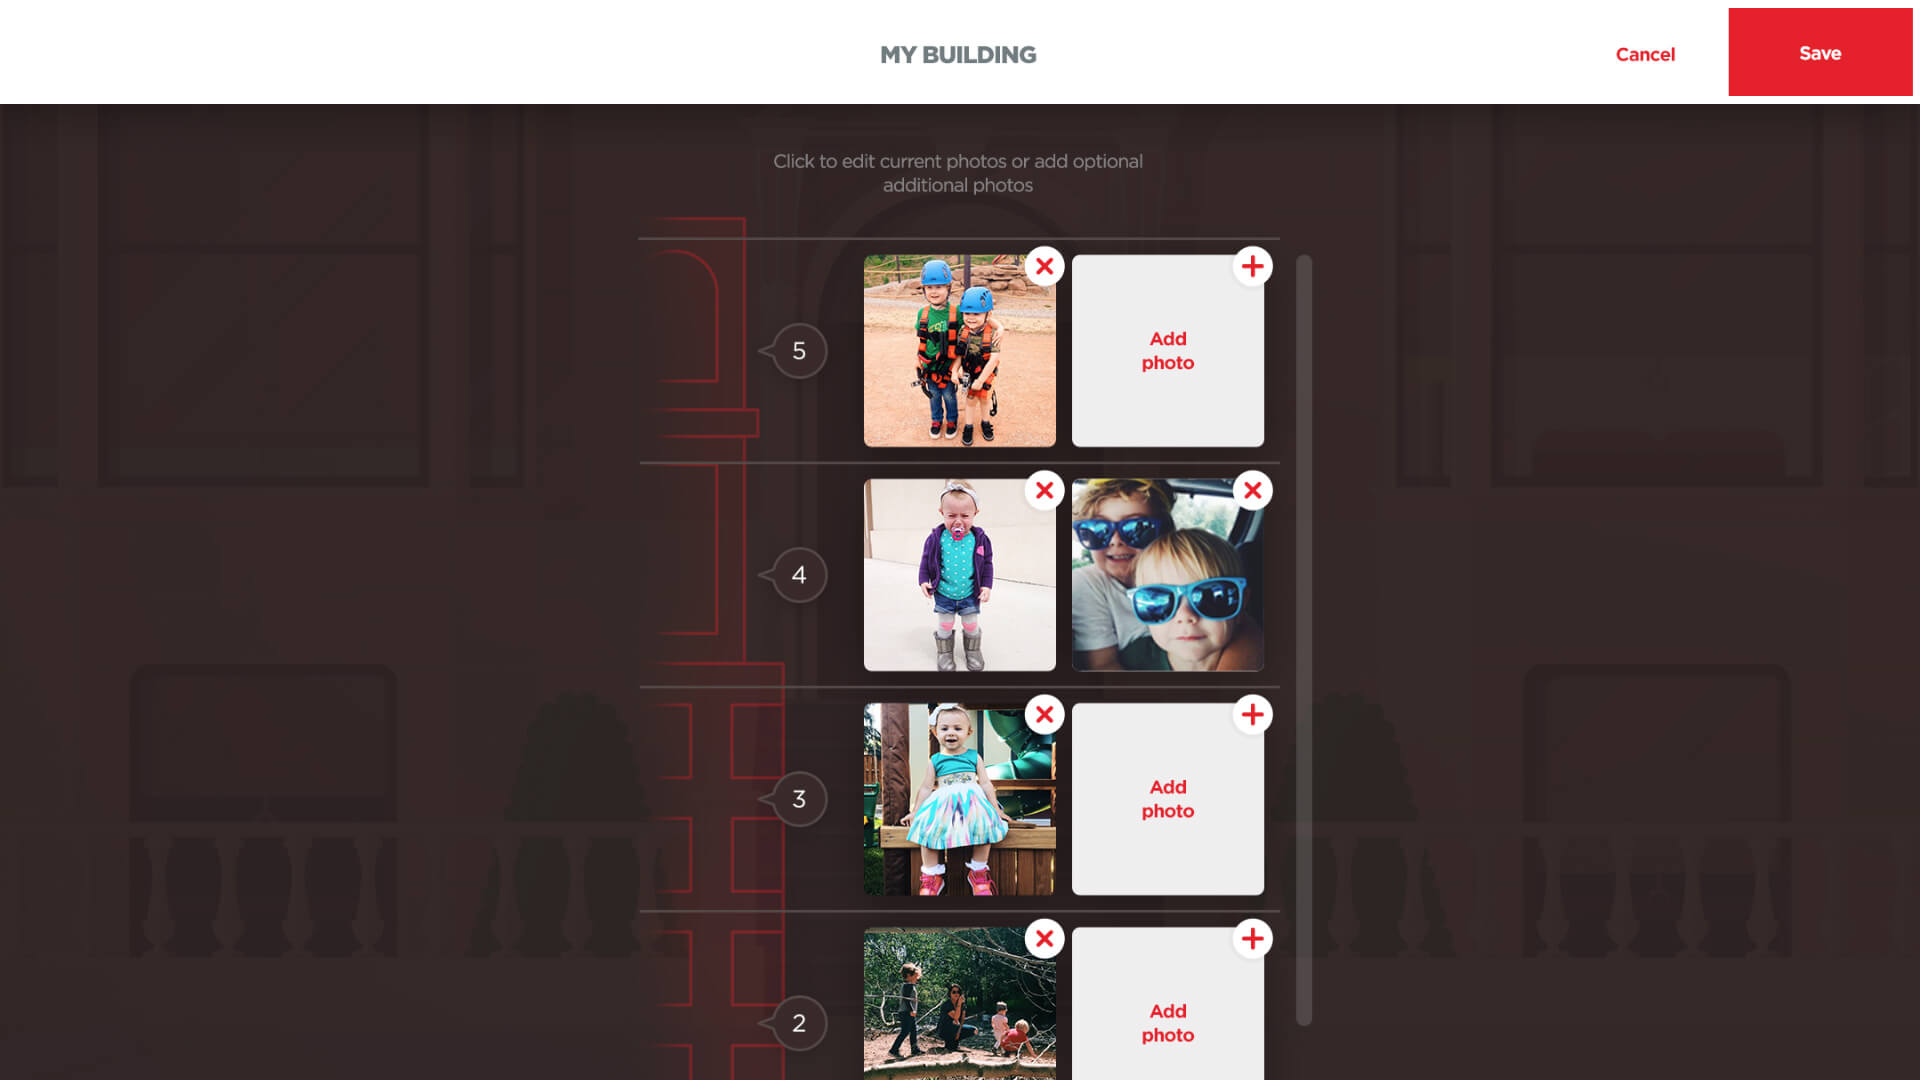 MY BUILDING
Cancel
Save
Click to edit current photos or add optional
additional photos
5
Add
photo
4
3
Add
photo
2
Add
photo